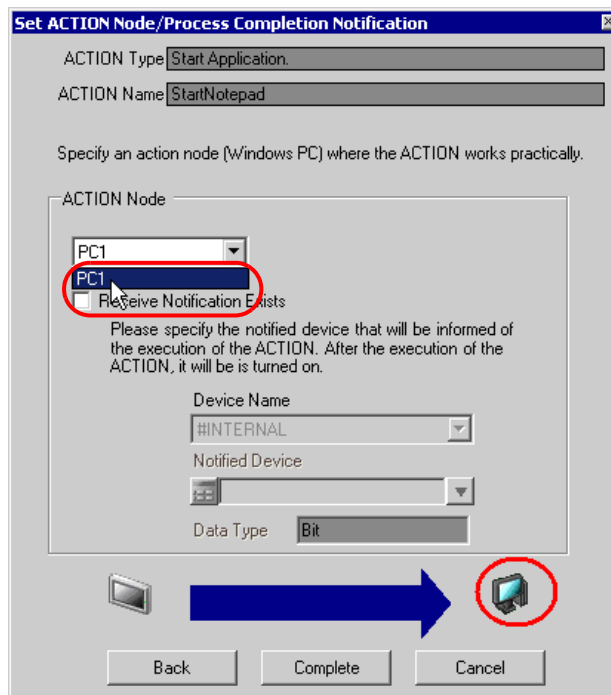 Set ACTION Node/Process Completion Notification
ACTION Type Start Application.
ACTION Name StartNotepad
Specify an action node (Windows PC) where the ACTION works practically.
ACTION Node
PC1
PC1
Receive Notification Exists
Please specify the notified device that will be informed of
the execution of the ACTION. After the execution of the
ACTION, it will be is turned on.
Device Name
#INTERNAL
Notified Device
Data Type Bit
Back Complete Cancel